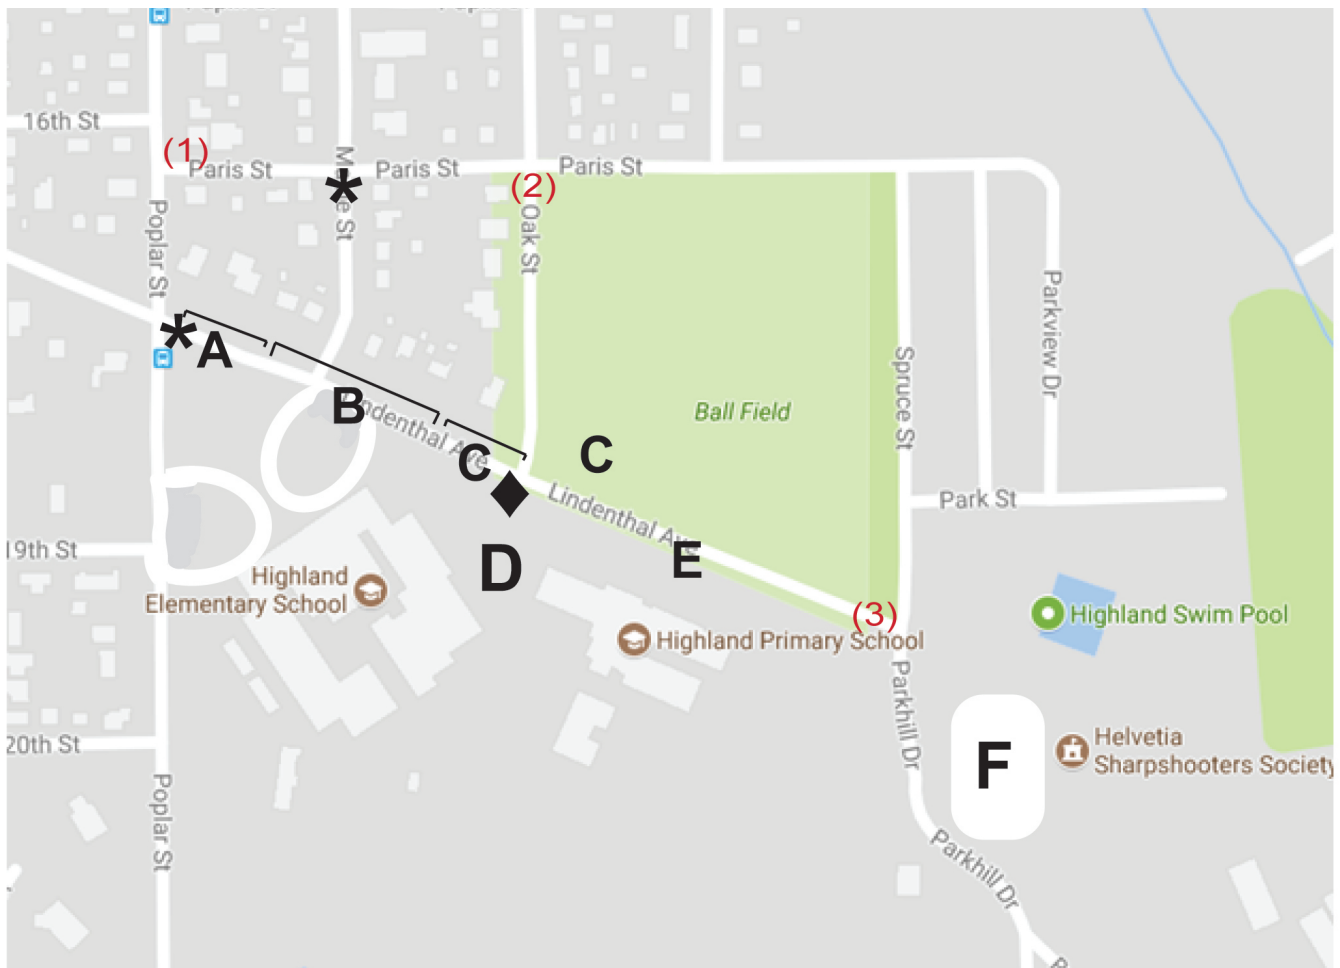 16th St
(1)
Paris St
Paris St
Paris St
(2)
Poplar St
Oak St
*
*
A
B
C
C
Lindenthal Ave
Ball Field
Spruce St
Parkview Dr
Park St
D
E
19th St
Highland
Elementary School
Highland Primary School
(3)
Highland Swim Pool
20th St
Poplar St
Parkhill Dr
F
Helvetia
Sharpshooters Society
Parkhill Dr